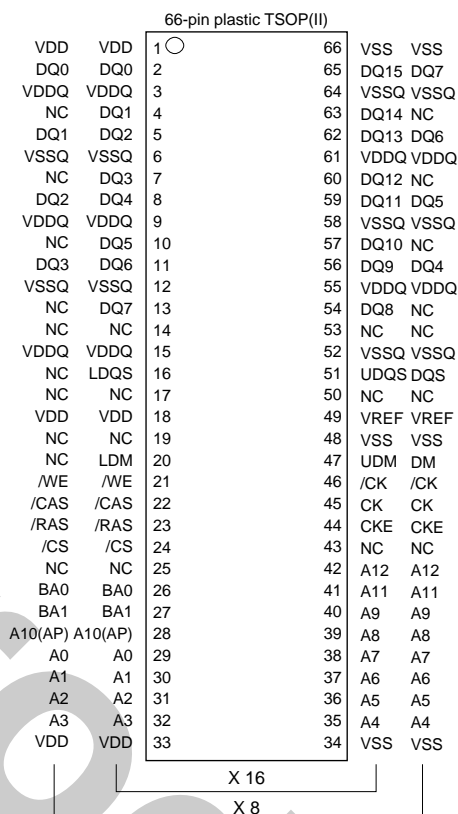 66-pin plastic TSOP(II)
VDD VDD 1 66 VSS VSS
DQ0 DQ0 2 65 DQ15 DQ7
VDDQ VDDQ 3 64 VSSQ VSSQ
NC DQ1 4 63 DQ14 NC
DQ1 DQ2 5 62 DQ13 DQ6
VSSQ VSSQ 6 61 VDDQ VDDQ
NC DQ3 7 60 DQ12 NC
DQ2 DQ4 8 59 DQ11 DQ5
VDDQ VDDQ 9 58 VSSQ VSSQ
NC DQ5 10 57 DQ10 NC
DQ3 DQ6 11 56 DQ9 DQ4
VSSQ VSSQ 12 55 VDDQ VDDQ
NC DQ7 13 54 DQ8 NC
NC NC 14 53 NC NC
VDDQ VDDQ 15 52 VSSQ VSSQ
NC LDQS 16 51 UDQS DQS
NC NC 17 50 NC NC
VDD VDD 18 49 VREF VREF
NC NC 19 48 VSS VSS
NC LDM 20 47 UDM DM
/WE /WE 21 46 /CK /CK
/CAS /CAS 22 45 CK CK
/RAS /RAS 23 44 CKE CKE
/CS /CS 24 43 NC NC
NC NC 25 42 A12 A12
BA0 BA0 26 41 A11 A11
BA1 BA1 27 40 A9 A9
A10(AP) A10(AP) 28 39 A8 A8
A0 A0 29 38 A7 A7
A1 A1 30 37 A6 A6
A2 A2 31 36 A5 A5
A3 A3 32 35 A4 A4
VDD VDD 33 34 VSS VSS
X 16
X 8